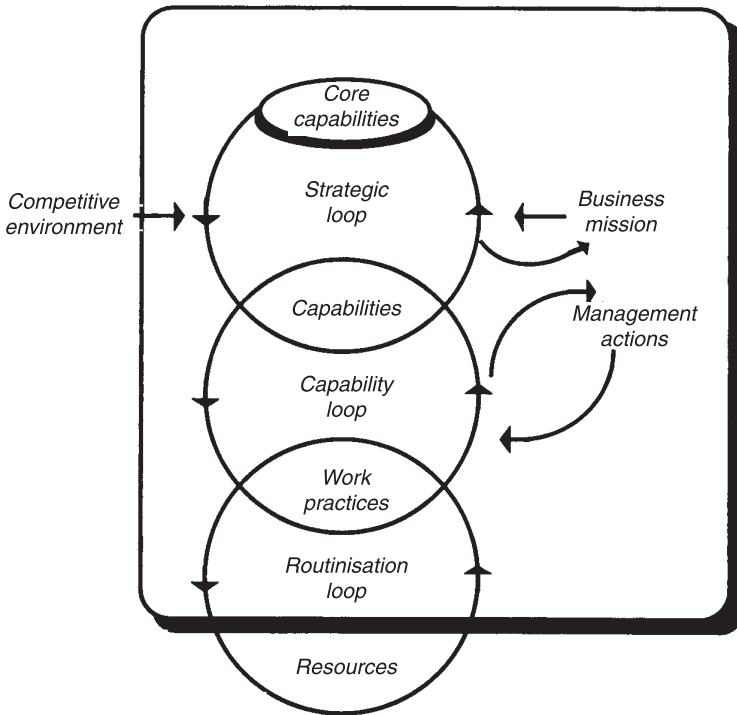 Core
capabilities
Strategic
loop
Competitive
environment
Business
mission
Capabilities
Management
actions
Capability
loop
Work
practices
Routinisation
loop
Resources